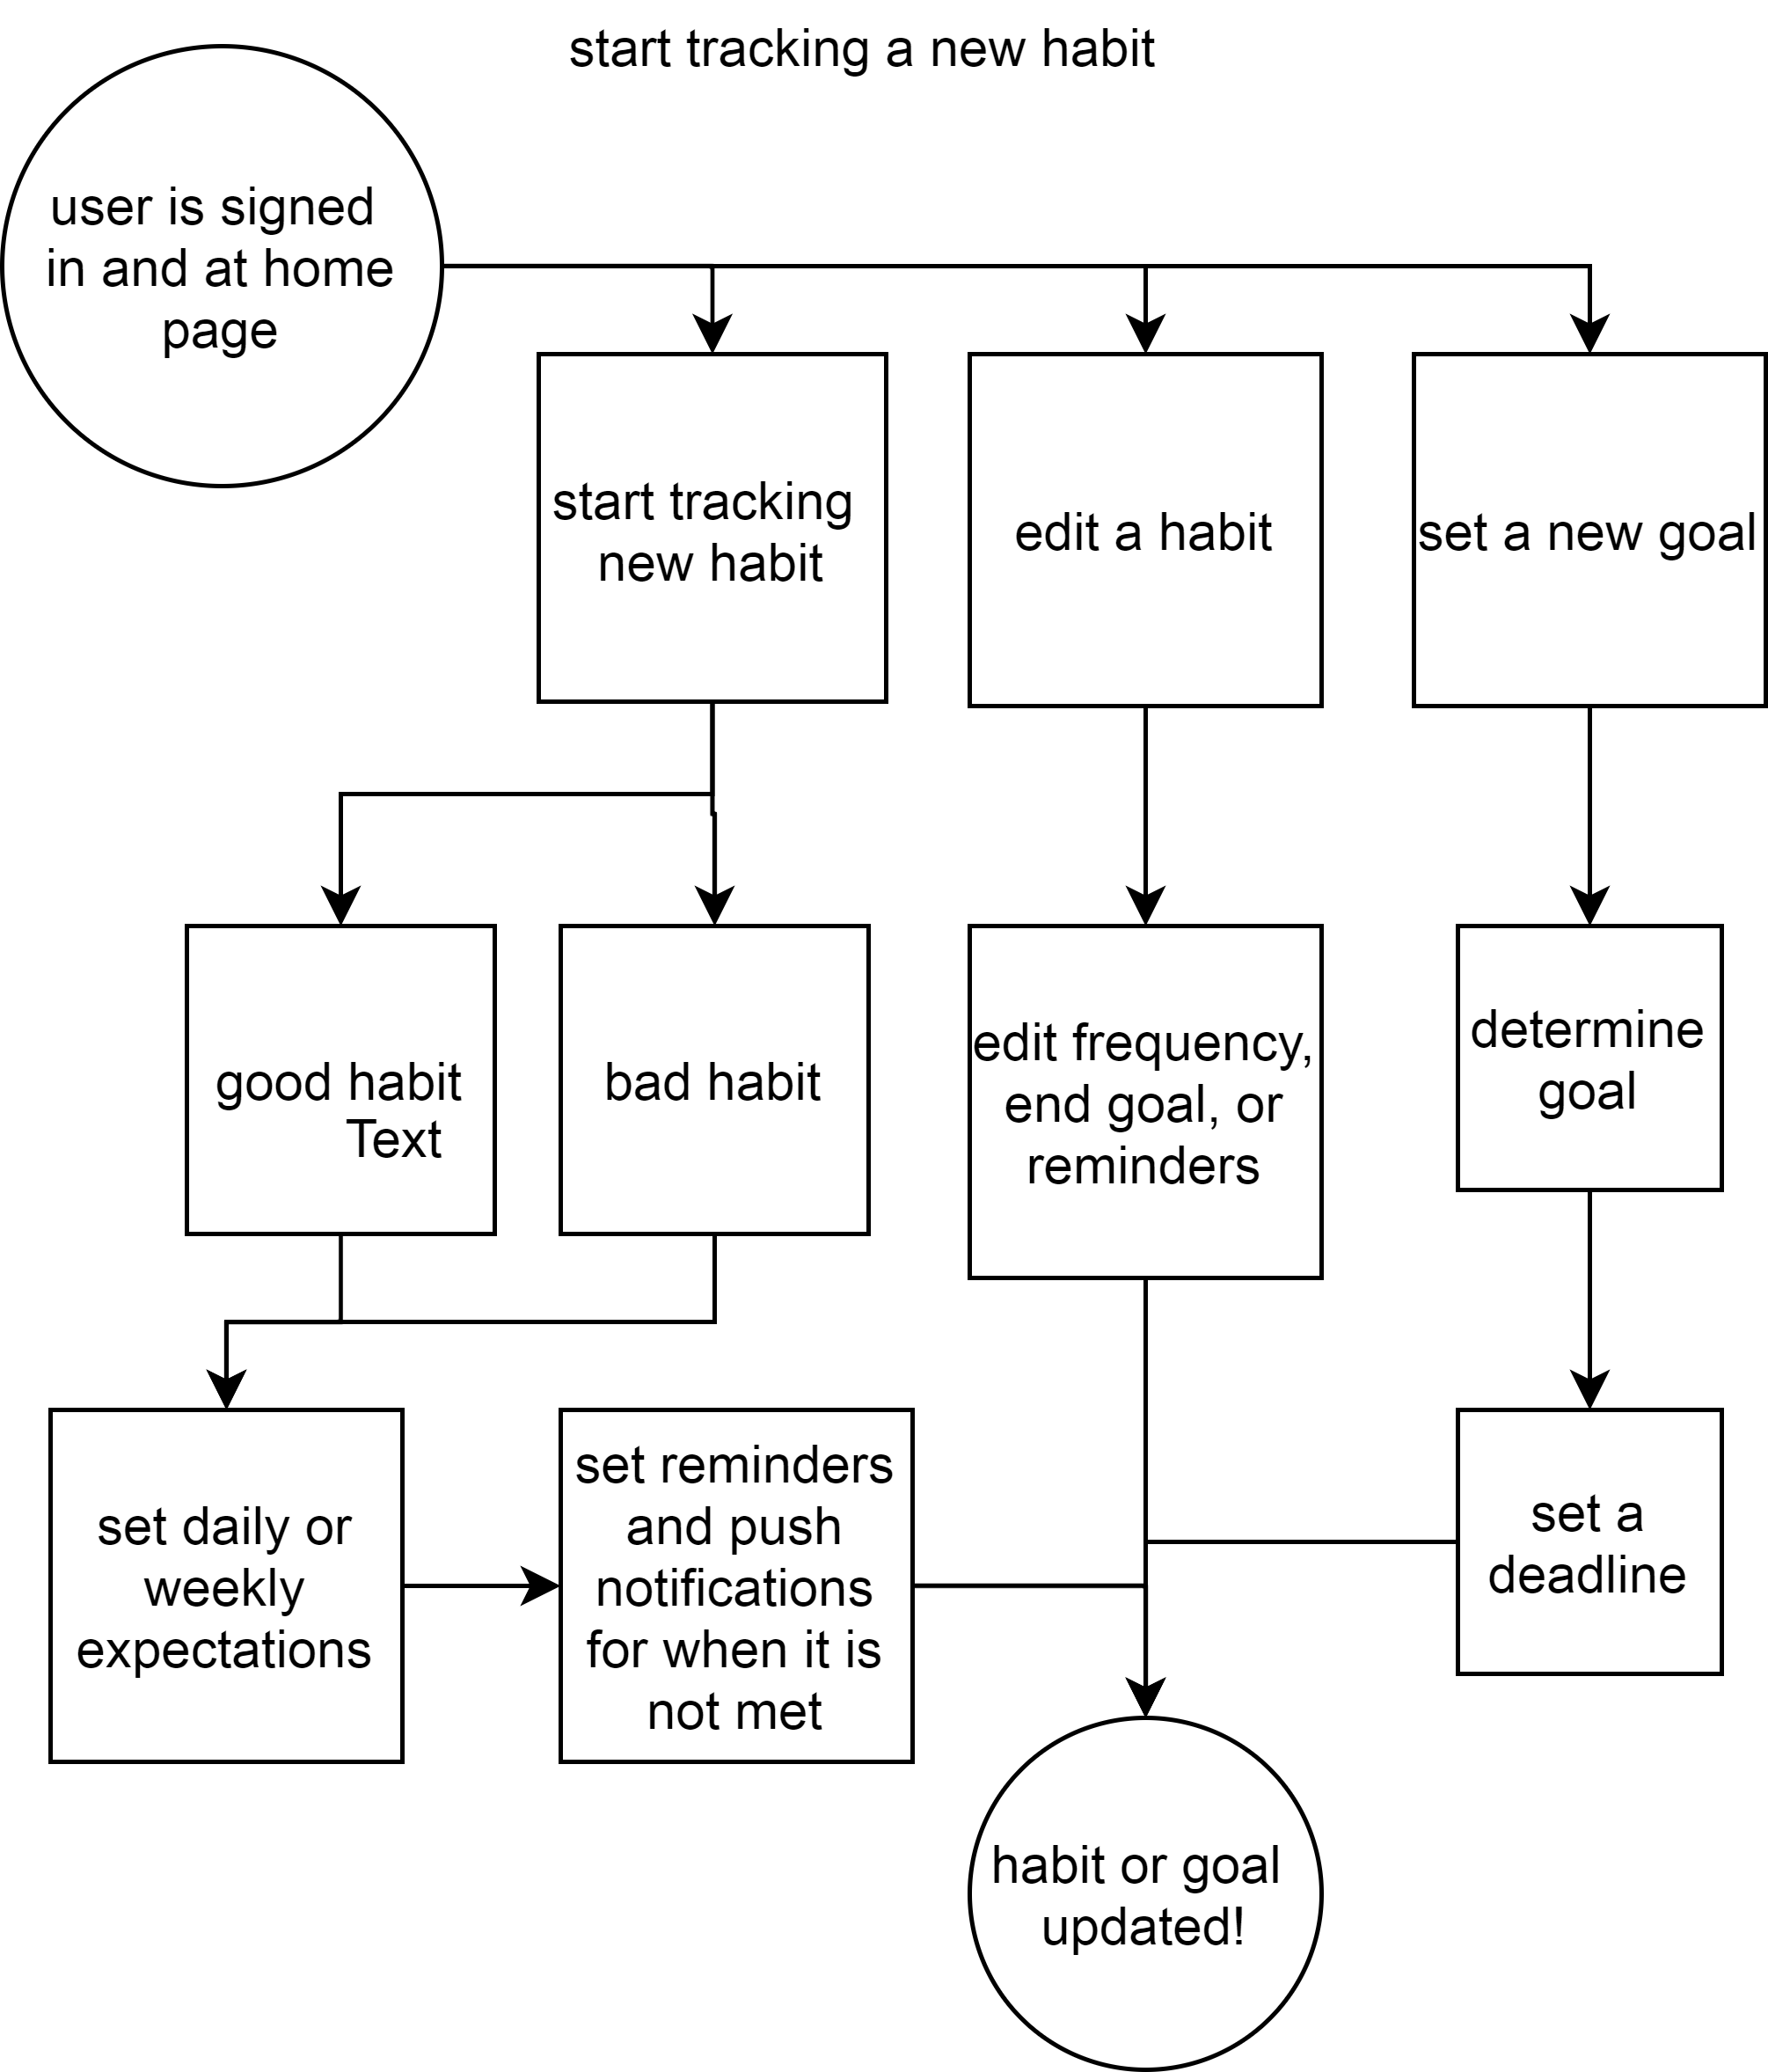 start tracking a new habit
user is signed
in and at home
page
start tracking
new habit
edit a habit
set a new goal
good habit
Text
bad habit
edit frequency,
end goal, or
reminders
determine
goal
set daily or
weekly
expectations
set reminders
and push
notifications
for when it is
not met
set a
deadline
habit or goal
updated!